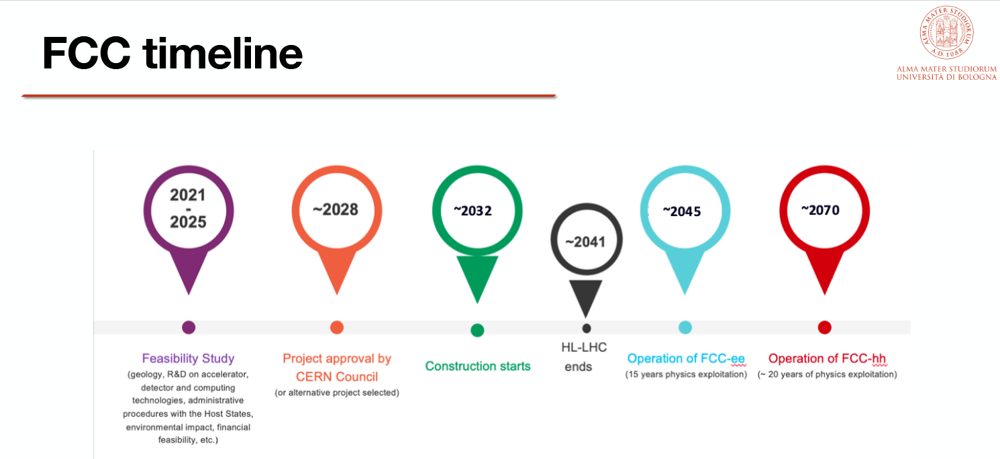 FCC timeline
ALMA MATER STUDIORUM
A.D. 1088
ALMA MATER STUDIORUM
UNIVERSITÀ DI BOLOGNA
2021
-
2025
~2028
~2032
~2041
~2045
~2070
Feasibility Study
(geology, R&D on accelerator,
detector and computing
technologies, administrative
procedures with the Host States,
environmental impact, financial
feasibility, etc.)
Project approval by
CERN Council
(or alternative project selected)
Construction starts
HL-LHC
ends
Operation of FCC-ee
(15 years physics exploitation)
Operation of FCC-hh
(~ 20 years of physics exploitation)